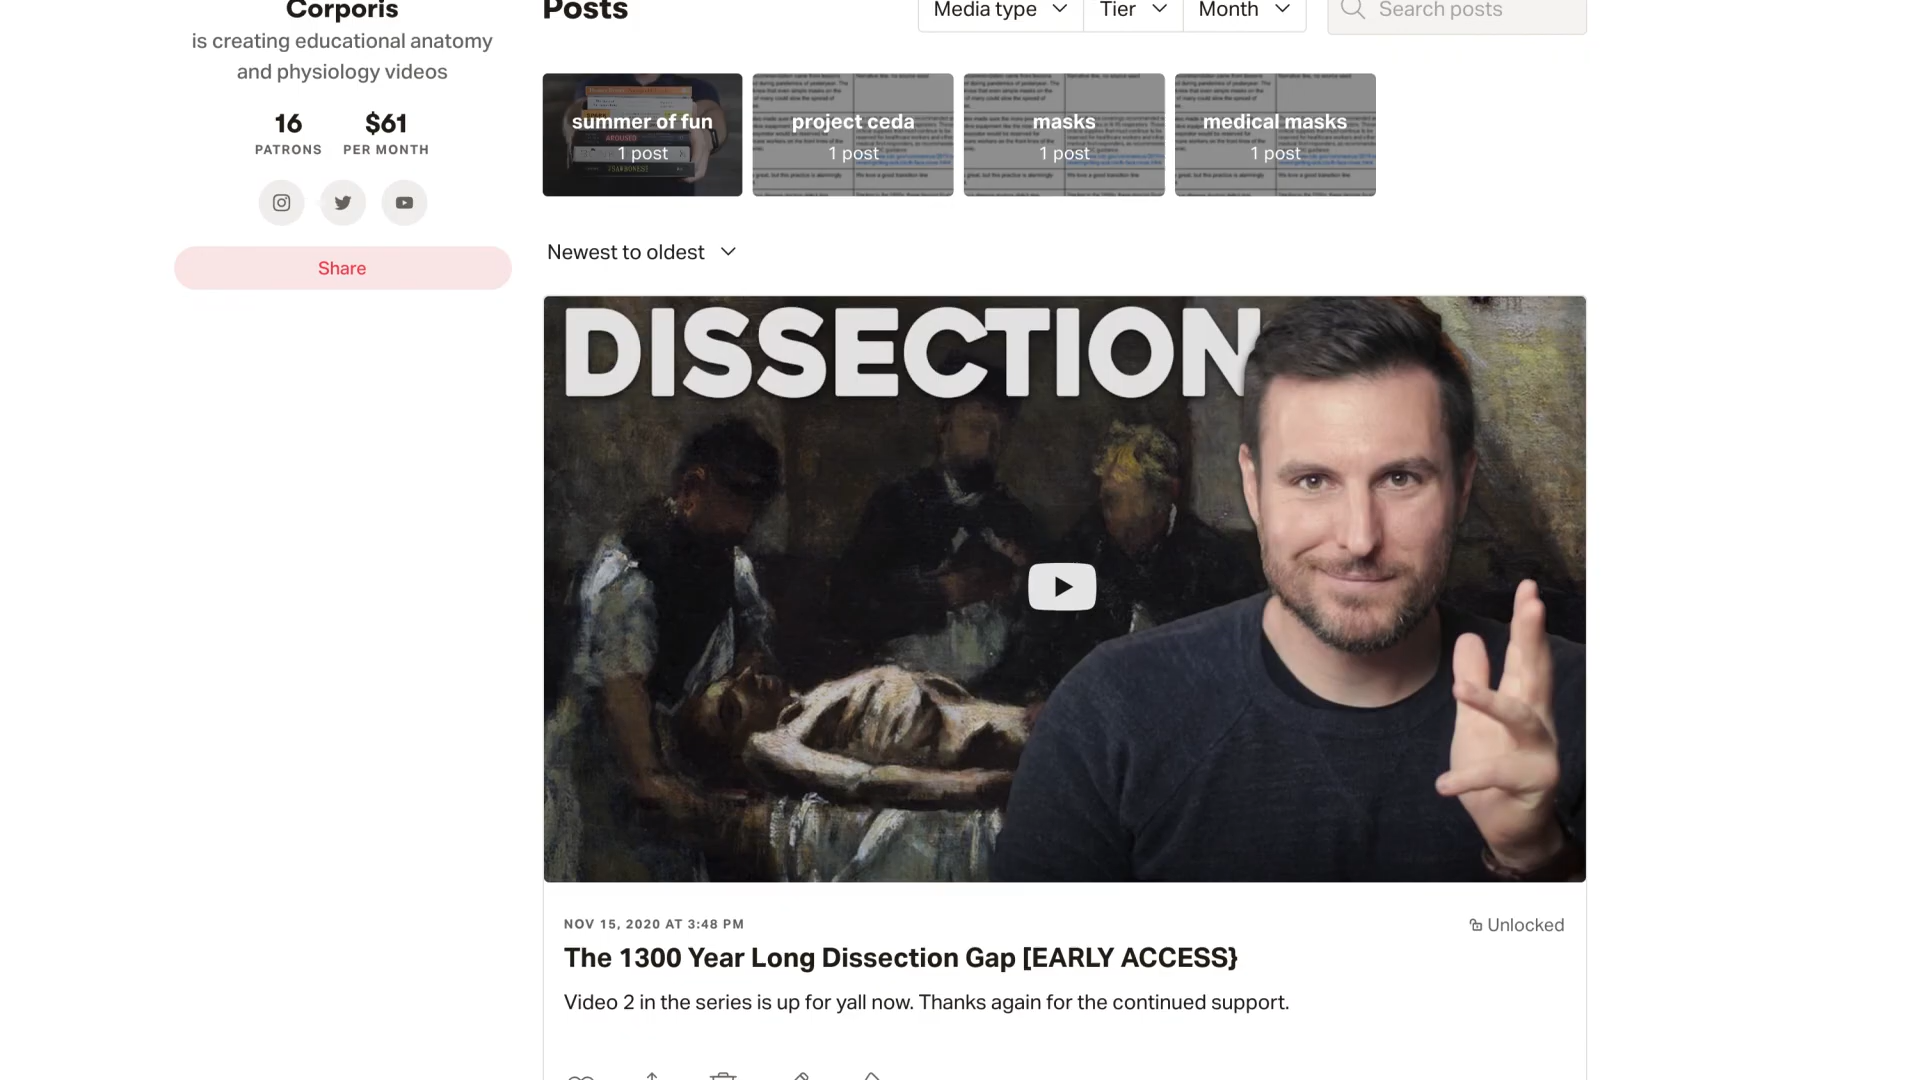 Corporis
is creating educational anatomy
and physiology videos
16
PATRONS
$61
PER MONTH
Share
Posts
Media type
Tier
Month
Search posts
summer of fun
1 post
project ceda
1 post
masks
1 post
medical masks
1 post
Newest to oldest
DISSECTION
NOV 15, 2020 AT 3:48 PM
Unlocked
The 1300 Year Long Dissection Gap [EARLY ACCESS}
Video 2 in the series is up for yall now. Thanks again for the continued support.